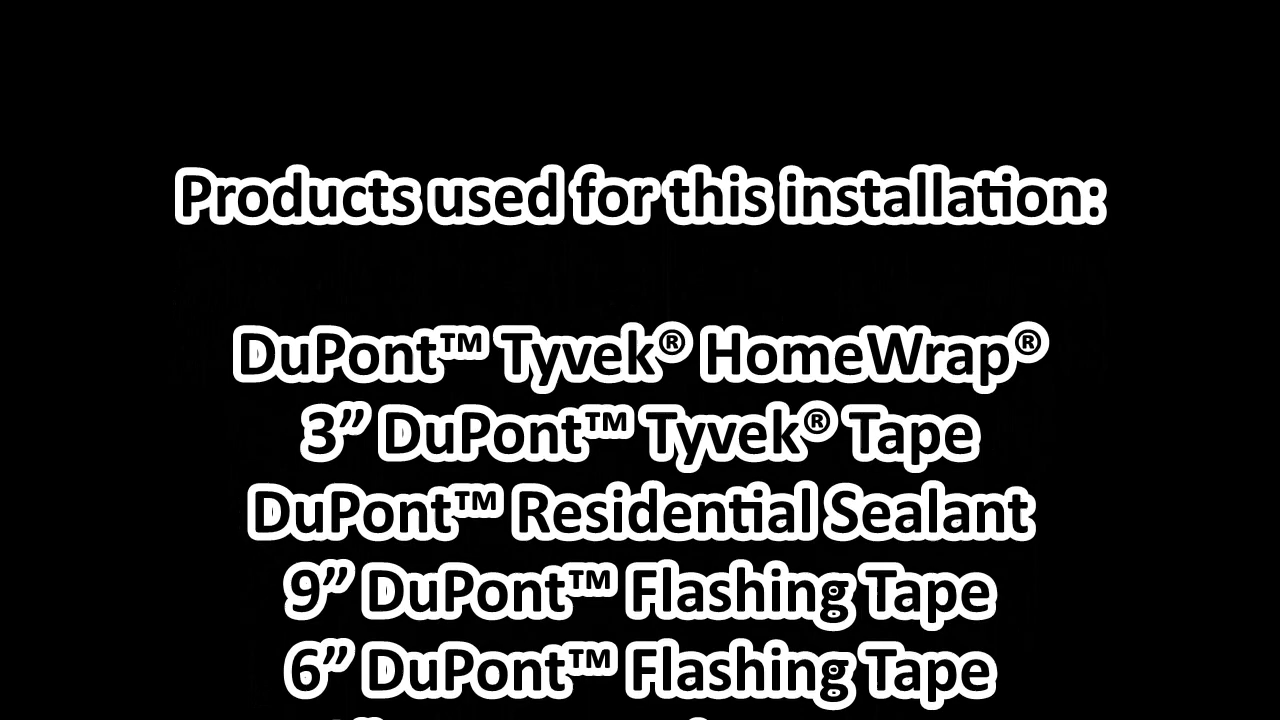 Products used for this installation:
DuPont™ Tyvek® HomeWrap®
3” DuPont™ Tyvek® Tape
DuPont™ Residential Sealant
9” DuPont™ Flashing Tape
6” DuPont™ Flashing Tape